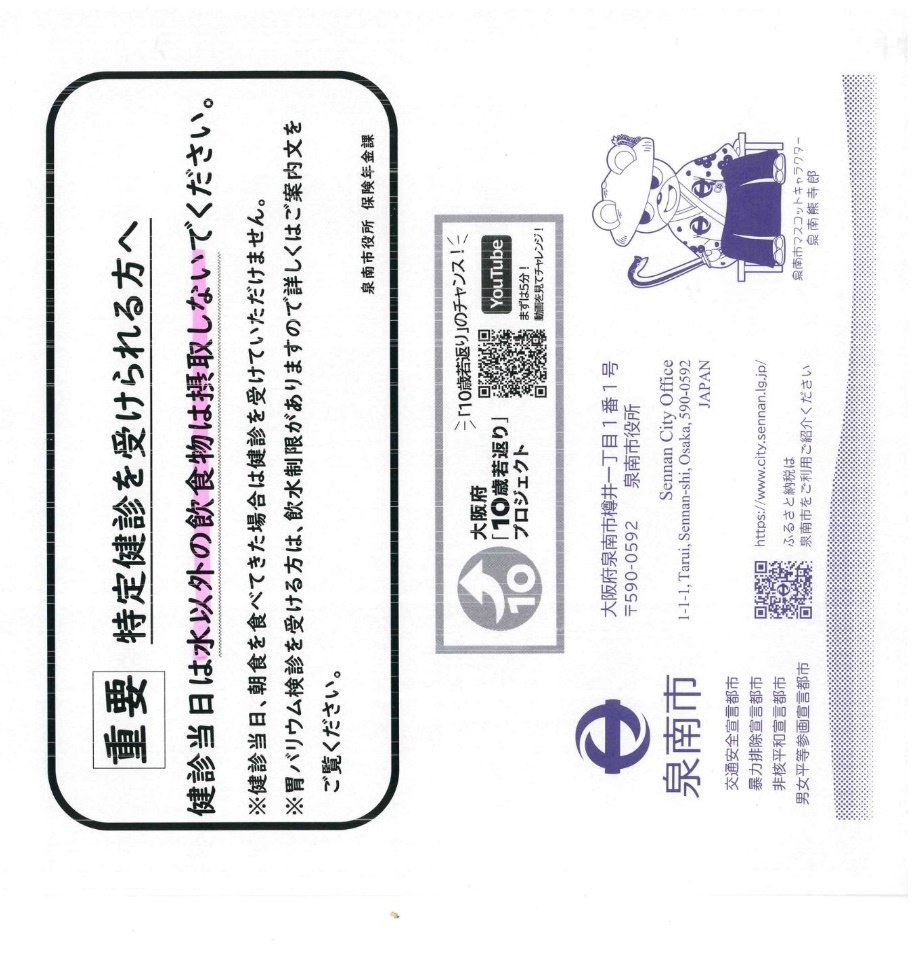 重要 特定健診を受けられる方へ
健診当日は水以外の飲食物は摂取しないでください。
※健診当日、朝食を食べてきた場合は健診を受けていただけません。
※胃バリウム検診を受ける方は、飲水制限がありますので詳しくはご案内文を
ご覧ください。
泉南市役所 保険年金課
10
大阪府
「10歳若返り」
プロジェクト
「10歳若返り」のチャンス!
YouTube
まずは5分!
動画を見てチャレンジ!
泉南市
交通安全宣言都市
暴力排除宣言都市
非核平和宣言都市
男女平等参画宣言都市
大阪府泉南市樽井一丁目1番1号
〒590-0592 泉南市役所
Sennan City Office
1-1-1, Tarui, Sennan-shi, Osaka, 590-0592
JAPAN
https://www.city.sennan.lg.jp/
ふるさと納税は
泉南市をご利用ご紹介ください
泉南市マスコットキャラクター
泉南熊寺郎